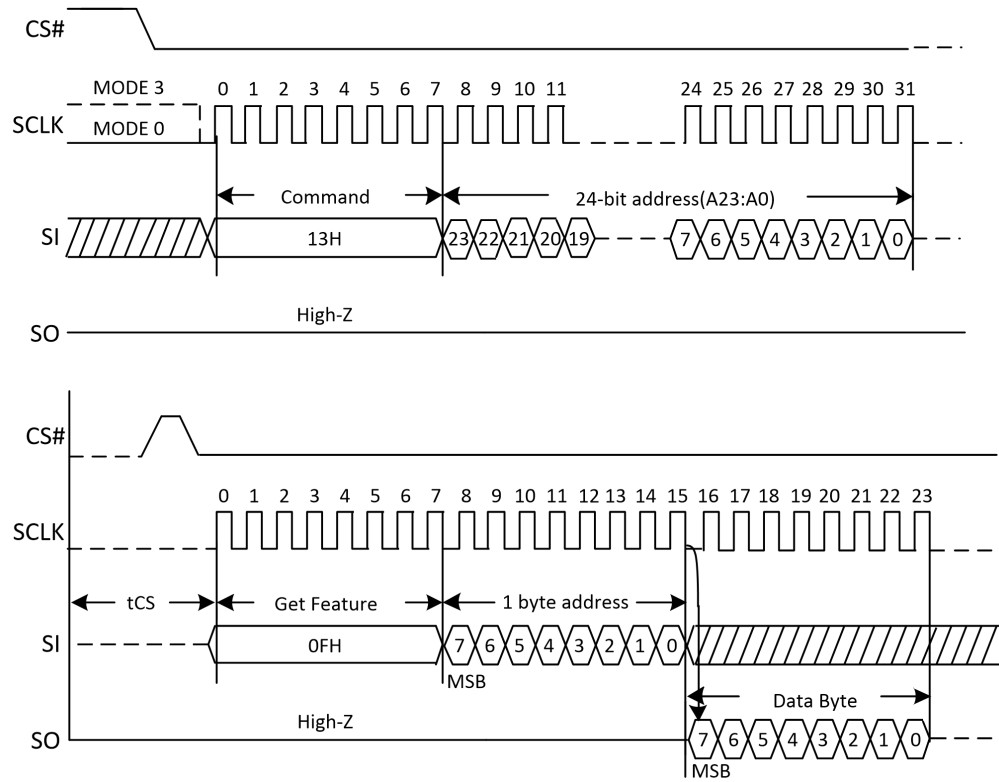 CS#
MODE 3
MODE 0
SCLK
0 1 2 3 4 5 6 7 8 9 10 11 24 25 26 27 28 29 30 31
Command
24-bit address(A23:A0)
SI
13H
23 22 21 20 19 7 6 5 4 3 2 1 0
High-Z
SO
CS#
0 1 2 3 4 5 6 7 8 9 10 11 12 13 14 15 16 17 18 19 20 21 22 23
SCLK
tCS
Get Feature
1 byte address
SI
0FH
7 6 5 4 3 2 1 0
MSB
Data Byte
High-Z
SO
7 6 5 4 3 2 1 0
MSB